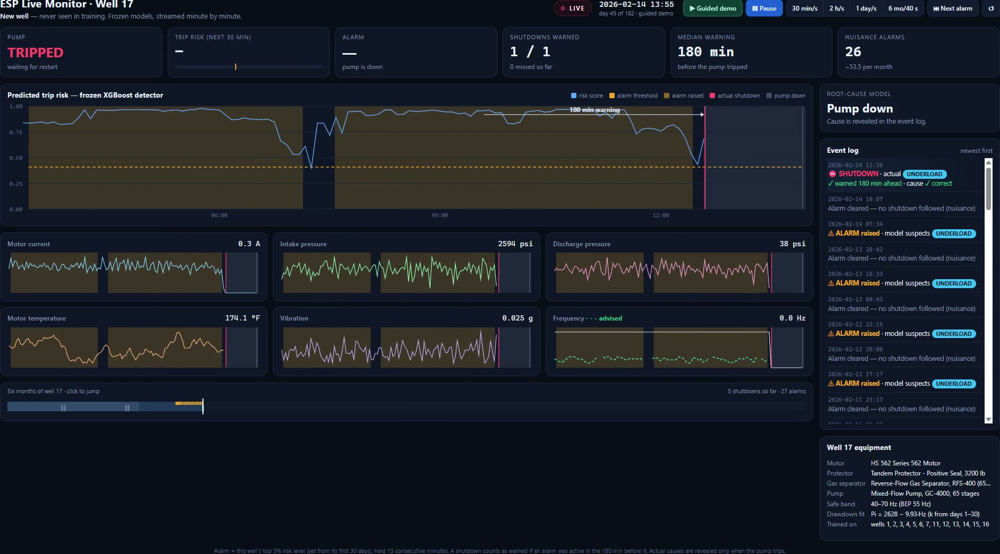 ESP Live Monitor · Well 17
New well — never seen in training. Frozen models, streamed minute by minute.
LIVE
2026-02-14 13:55
day 45 of 182 · guided demo
▶ Guided demo
Pause
30 min/s
2 h/s
1 day/s
6 mo/40 s
⏭ Next alarm
↺
PUMP
TRIPPED
waiting for restart
TRIP RISK (NEXT 30 MIN)
—
ALARM
—
pump is down
SHUTDOWNS WARNED
1 / 1
0 missed so far
MEDIAN WARNING
180 min
before the pump tripped
NUISANCE ALARMS
26
~53.5 per month
Predicted trip risk — frozen XGBoost detector
risk score
alarm threshold
alarm raised
actual shutdown
pump down
1.00
0.75
0.50
0.25
0.00
180 min warning
06:00
09:00
12:00
Motor current
0.3 A
Intake pressure
2594 psi
Discharge pressure
38 psi
Motor temperature
174.1 °F
Vibration
0.025 g
Frequency · - - advised
0.0 Hz
Six months of well 17 · click to jump
5 shutdowns so far · 27 alarms
ROOT-CAUSE MODEL
Pump down
Cause is revealed in the event log.
Event log
newest first
2026-02-14 12:36
⛔ SHUTDOWN · actual UNDERLOAD
✓ warned 180 min ahead · cause ✓ correct
2026-02-14 10:07
Alarm cleared — no shutdown followed (nuisance)
2026-02-14 07:34
⚠ ALARM raised · model suspects UNDERLOAD
2026-02-13 20:42
Alarm cleared — no shutdown followed (nuisance)
2026-02-13 18:33
⚠ ALARM raised · model suspects UNDERLOAD
2026-02-13 00:43
Alarm cleared — no shutdown followed (nuisance)
2026-02-12 22:15
⚠ ALARM raised · model suspects UNDERLOAD
2026-02-12 20:00
Alarm cleared — no shutdown followed (nuisance)
2026-02-12 17:17
⚠ ALARM raised · model suspects UNDERLOAD
2026-02-11 23:17
Alarm cleared — no shutdown followed (nuisance)
Well 17 equipment
Motor HS 562 Series 562 Motor
Protector Tandem Protector - Positive Seal, 3200 lb
Gas separator Reverse-Flow Gas Separator, RFS-400 (65...
Pump Mixed-Flow Pump, GC-4000, 65 stages
Safe band 40–70 Hz (BEP 55 Hz)
Drawdown fit Pi = 2628 − 9.93·Hz (k from days 1–30)
Trained on wells 1, 2, 3, 4, 5, 6, 7, 11, 12, 13, 14, 15, 16
Alarm = this well's top 5% risk level (set from its first 30 days), held 15 consecutive minutes. A shutdown counts as warned if an alarm was active in the 180 min before it. Actual causes are revealed only when the pump trips.